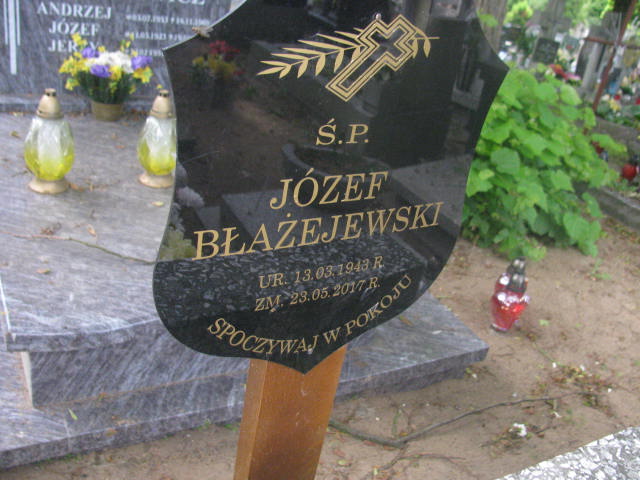 ANDRZEJ
JÓZEF
Ś.P.
JÓZEF
BŁAŻEJEWSKI
UR. 13.03.1943 R.
ZM. 23.05.2017 R.
SPOCZYWAJ W POKOJU